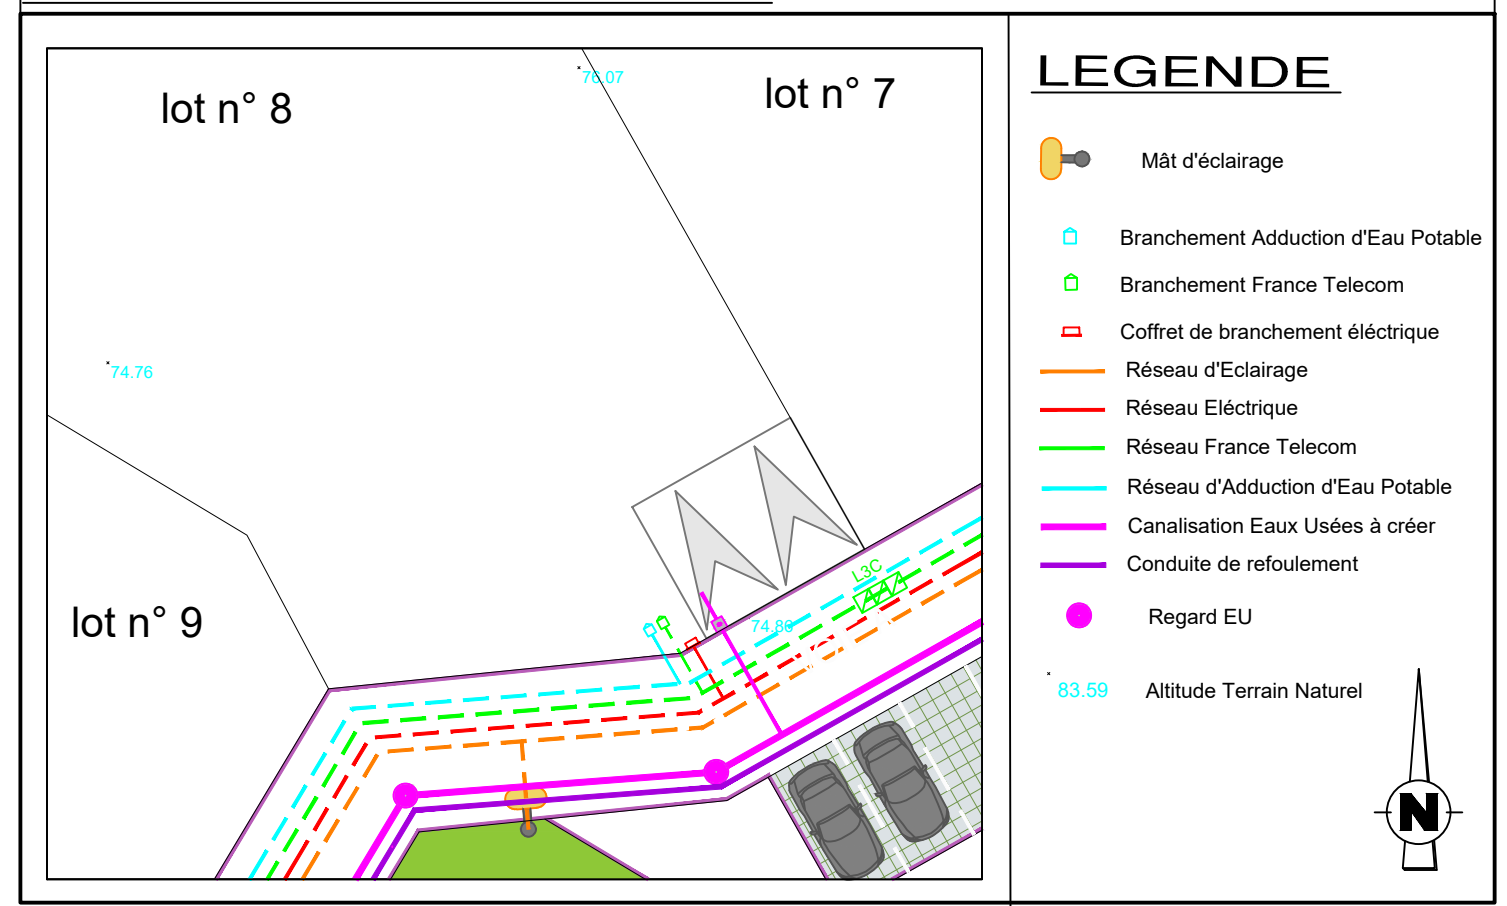 lot n° 8
76.07
lot n° 7
74.76
lot n° 9
L3C
74.86
LEGENDE
Mât d'éclairage
Branchement Adduction d'Eau Potable
Branchement France Telecom
Coffret de branchement éléctrique
Réseau d'Eclairage
Réseau Eléctrique
Réseau France Telecom
Réseau d'Adduction d'Eau Potable
Canalisation Eaux Usées à créer
Conduite de refoulement
Regard EU
83.59 Altitude Terrain Naturel
N